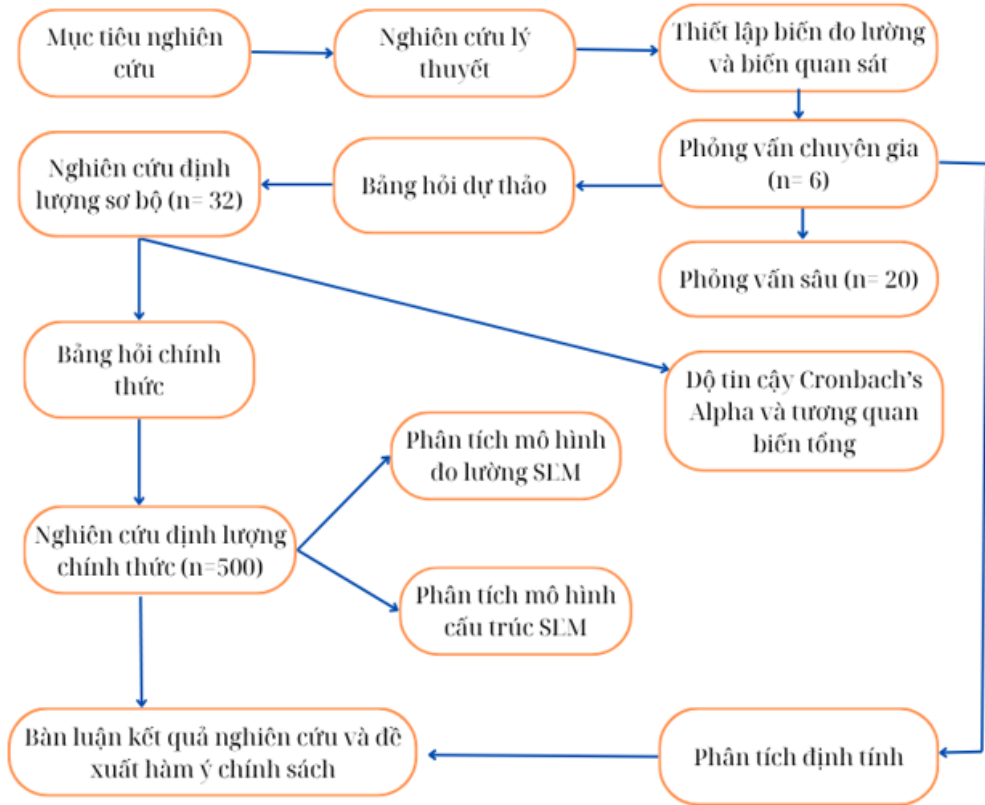 Mục tiêu nghiên
cứu
Nghiên cứu lý
thuyết
Thiết lập biến đo lường
và biến quan sát
Phỏng vấn chuyên gia
(n= 6)
Bảng hỏi dự thảo
Nghiên cứu định
lượng sơ bộ (n= 32)
Phỏng vấn sâu (n= 20)
Bảng hỏi chính
thức
Độ tin cậy Cronbach's
Alpha và tương quan
biến tổng
Phân tích mô hình
đo lường SEM
Nghiên cứu định lượng
chính thức (n=500)
Phân tích mô hình
cấu trúc SEM
Bàn luận kết quả nghiên cứu và đề
xuất hàm ý chính sách
Phân tích định tính